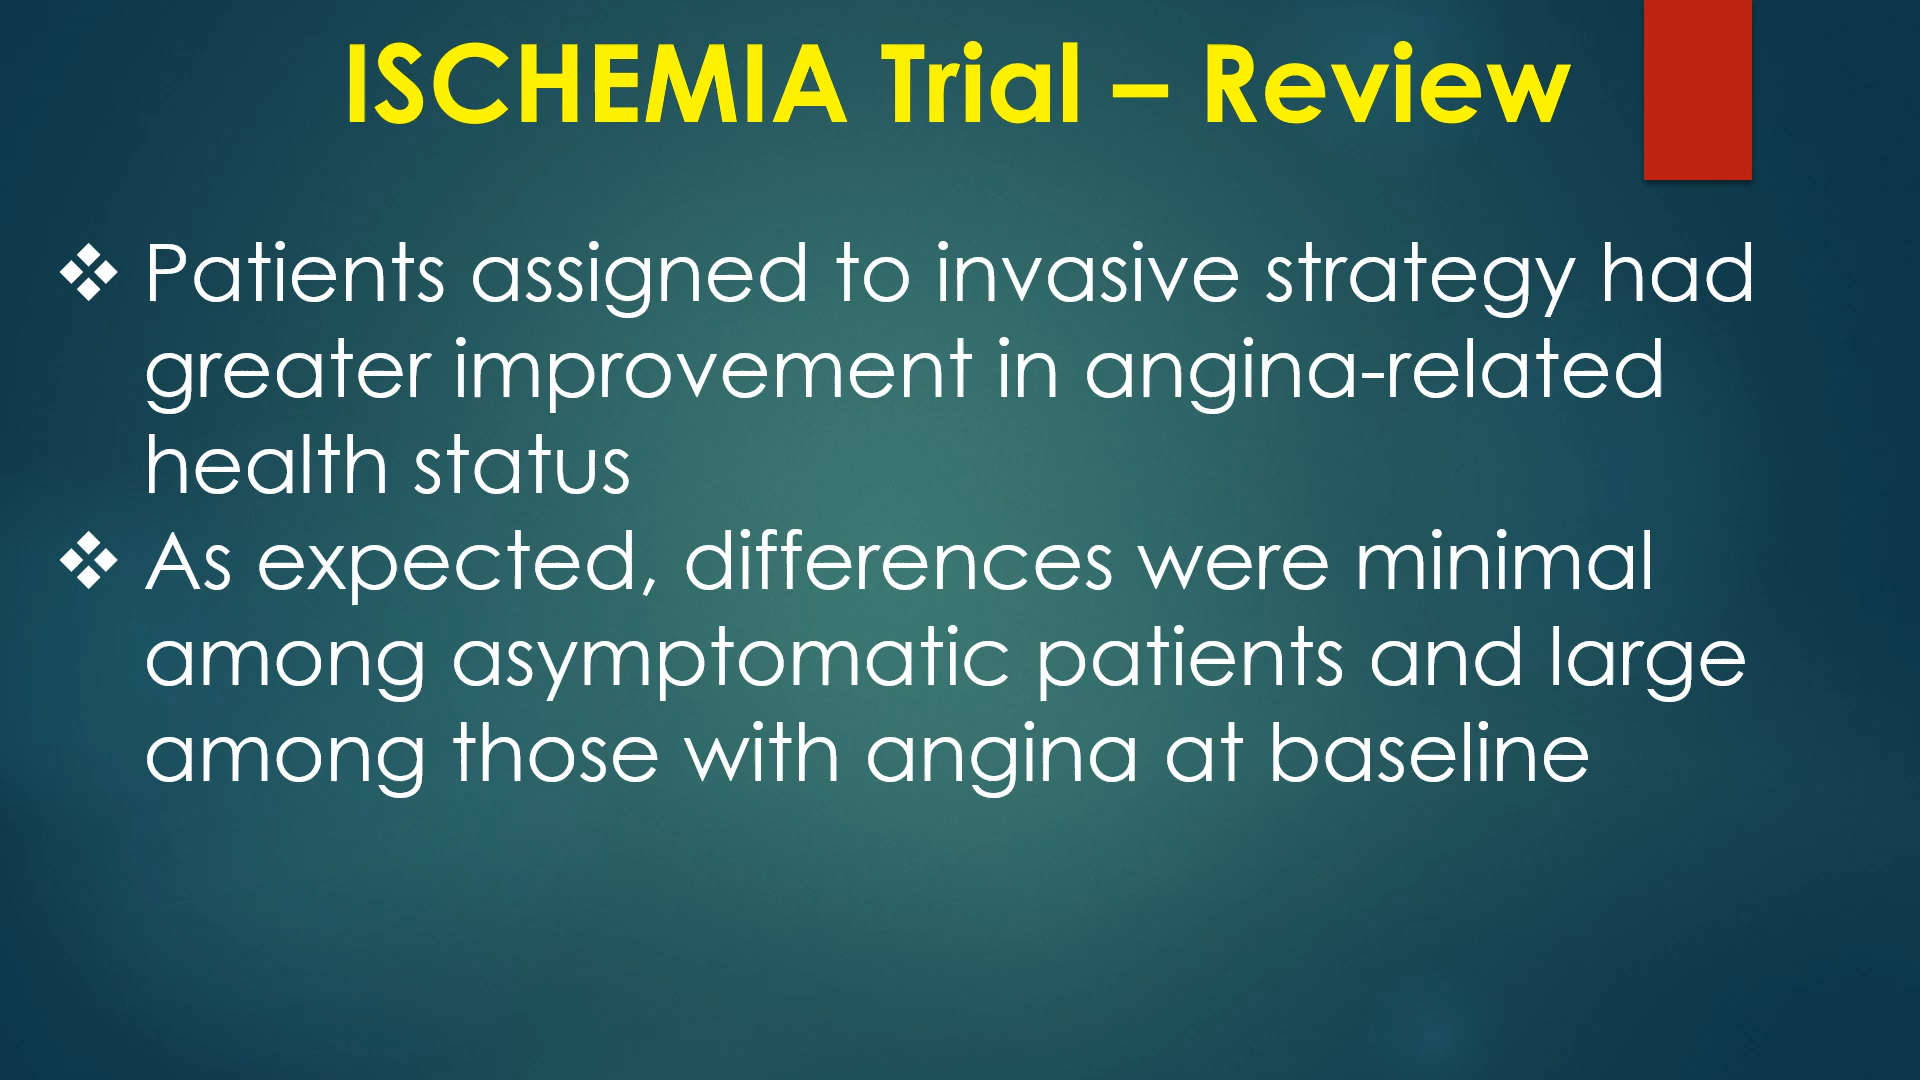 ISCHEMIA Trial – Review
❖ Patients assigned to invasive strategy had
greater improvement in angina-related
health status
❖ As expected, differences were minimal
among asymptomatic patients and large
among those with angina at baseline